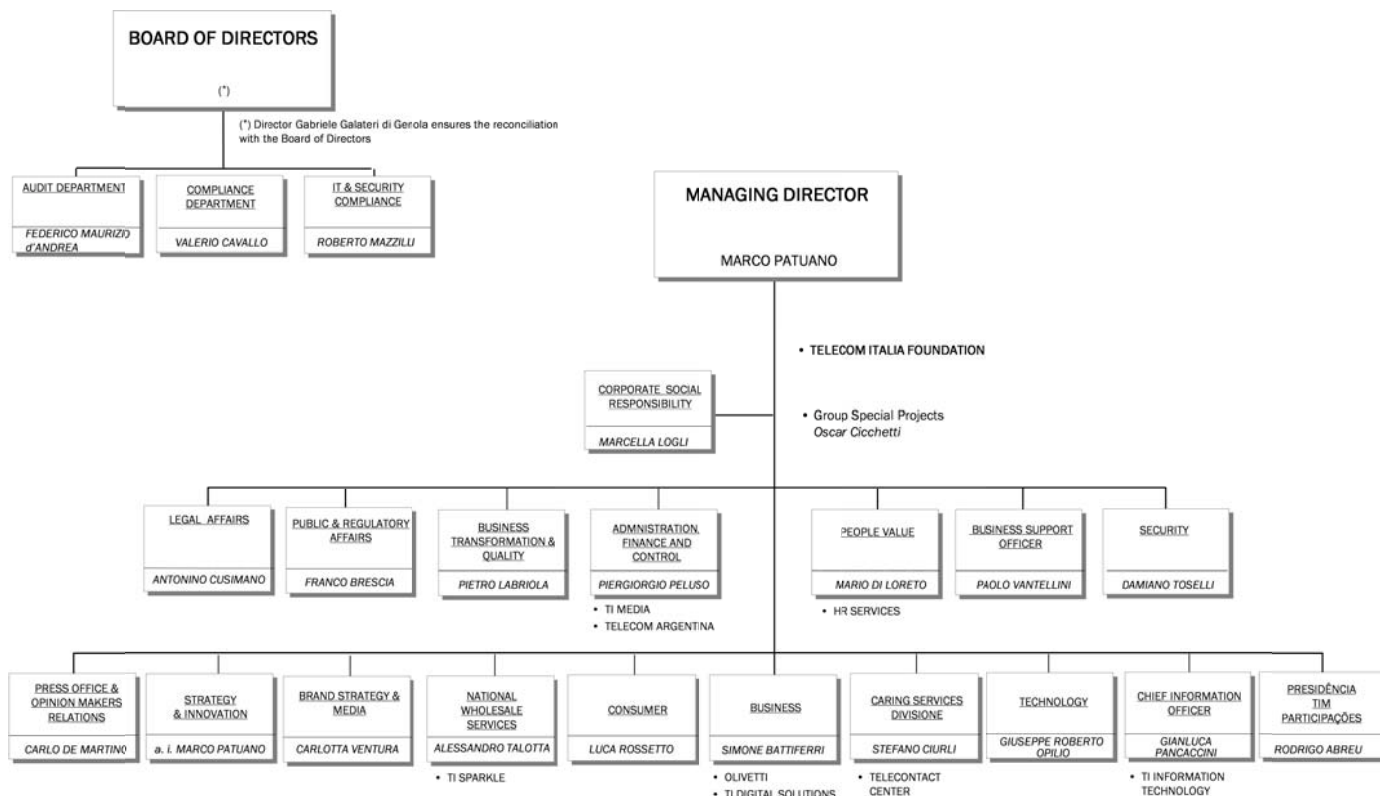 BOARD OF DIRECTORS
(*)
(*) Director Gabriele Galateri di Genola ensures the reconciliation
with the Board of Directors
AUDIT DEPARTMENT
FEDERICO MAURIZIO
d'ANDREA
COMPLIANCE
DEPARTMENT
VALERIO CAVALLO
IT & SECURITY
COMPLIANCE
ROBERTO MAZZILLI
MANAGING DIRECTOR
MARCO PATUANO
• TELECOM ITALIA FOUNDATION
CORPORATE SOCIAL
RESPONSIBILITY
MARCELLA LOGLI
• Group Special Projects
Oscar Cicchetti
LEGAL AFFAIRS
ANTONINO CUSIMANO
PUBLIC & REGULATORY
AFFAIRS
FRANCO BRESCIA
BUSINESS
TRANSFORMATION &
QUALITY
PIETRO LABRIOLA
ADMNISTRATION,
FINANCE AND
CONTROL
PIERGIORGIO PELUSO
• TI MEDIA
• TELECOM ARGENTINA
PEOPLE VALUE
MARIO DI LORETO
• HR SERVICES
BUSINESS SUPPORT
OFFICER
PAOLO VANTELLINI
SECURITY
DAMIANO TOSELLI
PRESS OFFICE &
OPINION MAKERS
RELATIONS
CARLO DE MARTINO
STRATEGY
& INNOVATION
a. i. MARCO PATUANO
BRAND STRATEGY &
MEDIA
CARLOTTA VENTURA
NATIONAL
WHOLESALE
SERVICES
ALESSANDRO TALOTTA
• TI SPARKLE
CONSUMER
LUCA ROSSETTO
BUSINESS
SIMONE BATTIFERRI
• OLIVETTI
• TI DIGITAL SOLUTIONS
CARING SERVICES
DIVISIONE
STEFANO CIURLI
• TELECONTACT
CENTER
TECHNOLOGY
GIUSEPPE ROBERTO
OPILIO
CHIEF INFORMATION
OFFICER
GIANLUCA
PANCACCINI
• TI INFORMATION
TECHNOLOGY
PRESIDÊNCIA
TIM
PARTICIPAÇÕES
RODRIGO ABREU